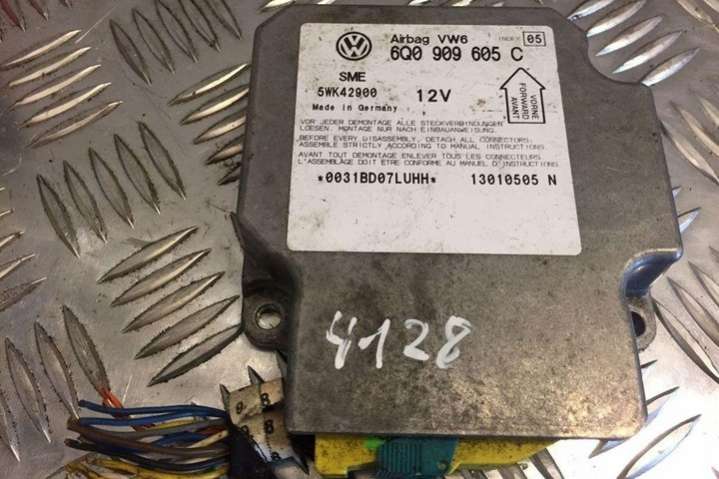 Airbag VW6 INDEX 05
6Q0 909 605 C
SME
5WK42900 12V
Made in Germany
VORNE
FORWARD
AVANT
VOR JEDER DEMONTAGE ALLE STECKVERBINDUNGEN
LOESEN. MONTAGE NUR NACH EINBAUANWEISUNG.
BEFORE EVERY DISASSEMBLY, DETACH ALL CONNECTORS.
ASSEMBLE STRICTLY ACCORDING TO MANUAL INSTRUCTIONS.
AVANT TOUT DEMONTAGE ENLEVER TOUS LES CONNECTEURS
L'ASSEMBLAGE DOIT ETRE CONFORME AU MANUEL D'INSTRUCTIONS
*0031BD07LUHH* 13010505 N
4128